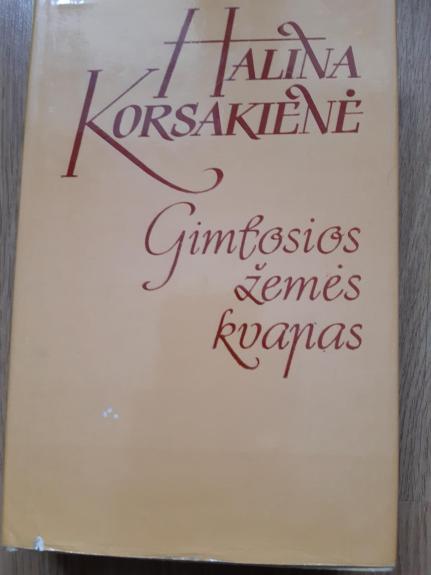 HALINA
KORSAKIENĖ
Gimtosios
žemės
kvapas